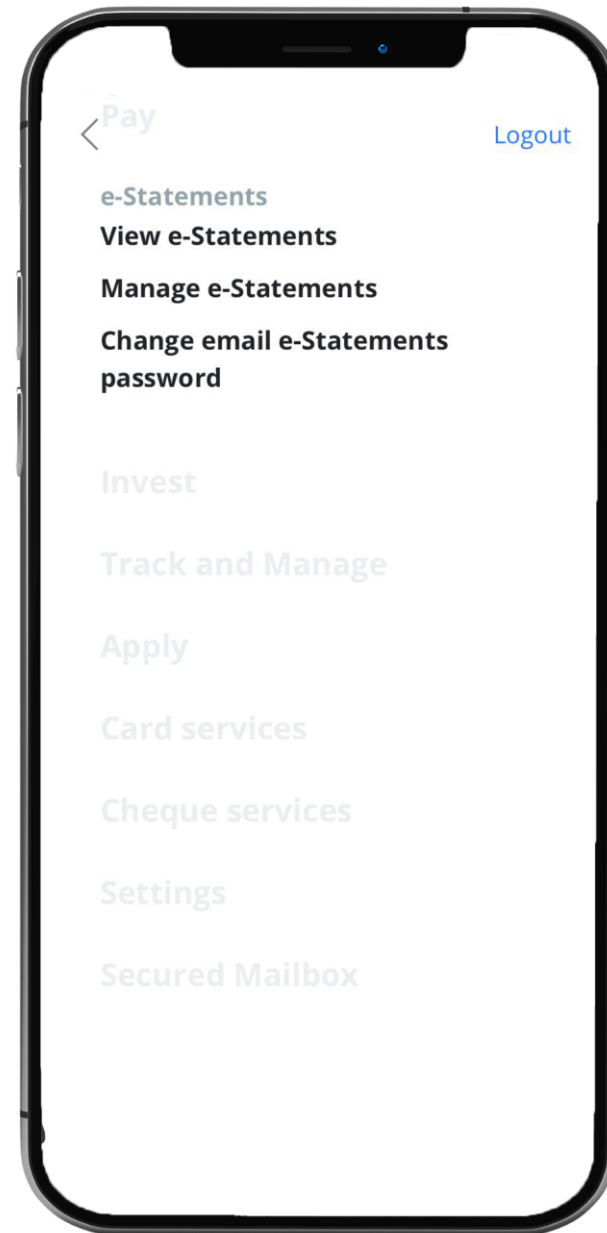 Pay
Logout
e-Statements
View e-Statements
Manage e-Statements
Change email e-Statements
password
Invest
Track and Manage
Apply
Card services
Cheque services
Settings
Secured Mailbox